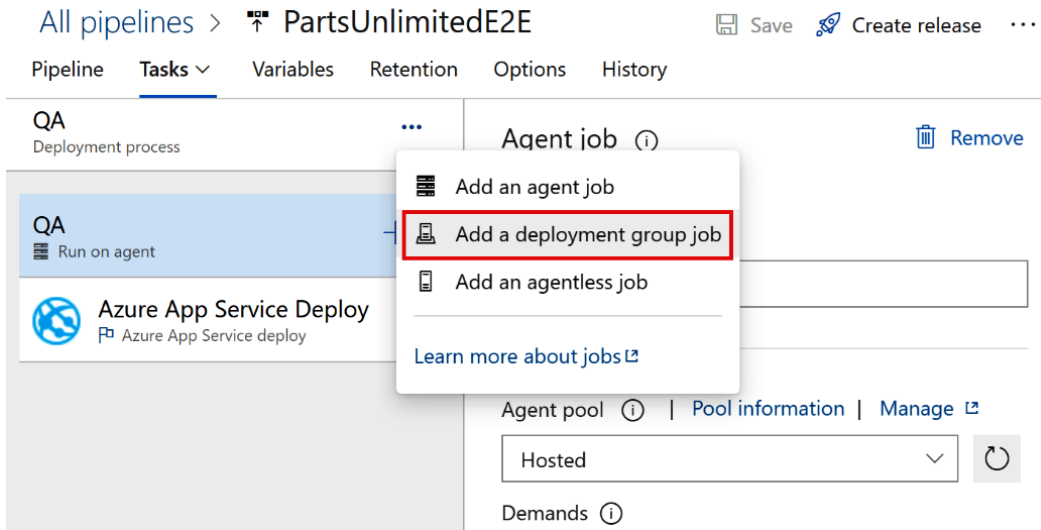 All pipelines > PartsUnlimitedE2E
Save Create release ...
Pipeline Tasks Variables Retention Options History
QA
Deployment process
QA
Run on agent
Azure App Service Deploy
Azure App Service deploy
Agent job
Remove
Add an agent job
Add a deployment group job
Add an agentless job
Learn more about jobs
Agent pool | Pool information | Manage
Hosted
Demands